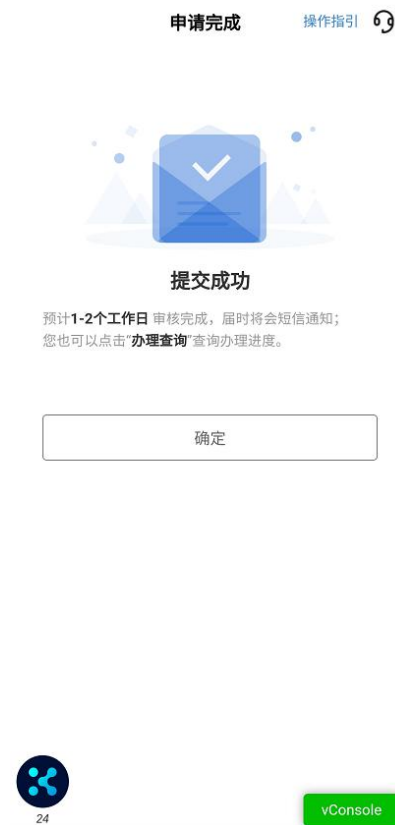 申请完成 操作指引
提交成功
预计1-2个工作日 审核完成，届时将会短信通知；
您也可以点击“办理查询”查询办理进度。
确定
24
vConsole